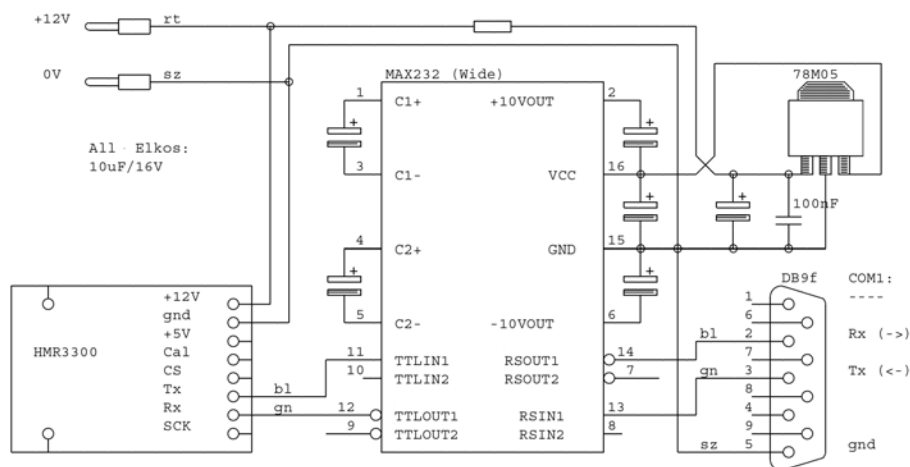 +12V
rt
0V
sz
All Elkos:
10uF/16V
MAX232 (Wide)
1
C1+
+10VOUT
2
3
C1-
VCC
16
4
C2+
GND
15
5
C2-
-10VOUT
6
11
TTLIN1
RSOUT1
14
10
TTLIN2
RSOUT2
7
12
TTLOUT1
RSIN1
13
9
TTLOUT2
RSIN2
8
78M05
100nF
HMR3300
+12V
gnd
+5V
Cal
CS
Tx
Rx
SCK
bl
gn
bl
gn
sz
DB9f
COM1:
----
1
6
2
Rx (->)
7
3
Tx (<-)
8
4
9
5
gnd
+
+
+
+
+
+